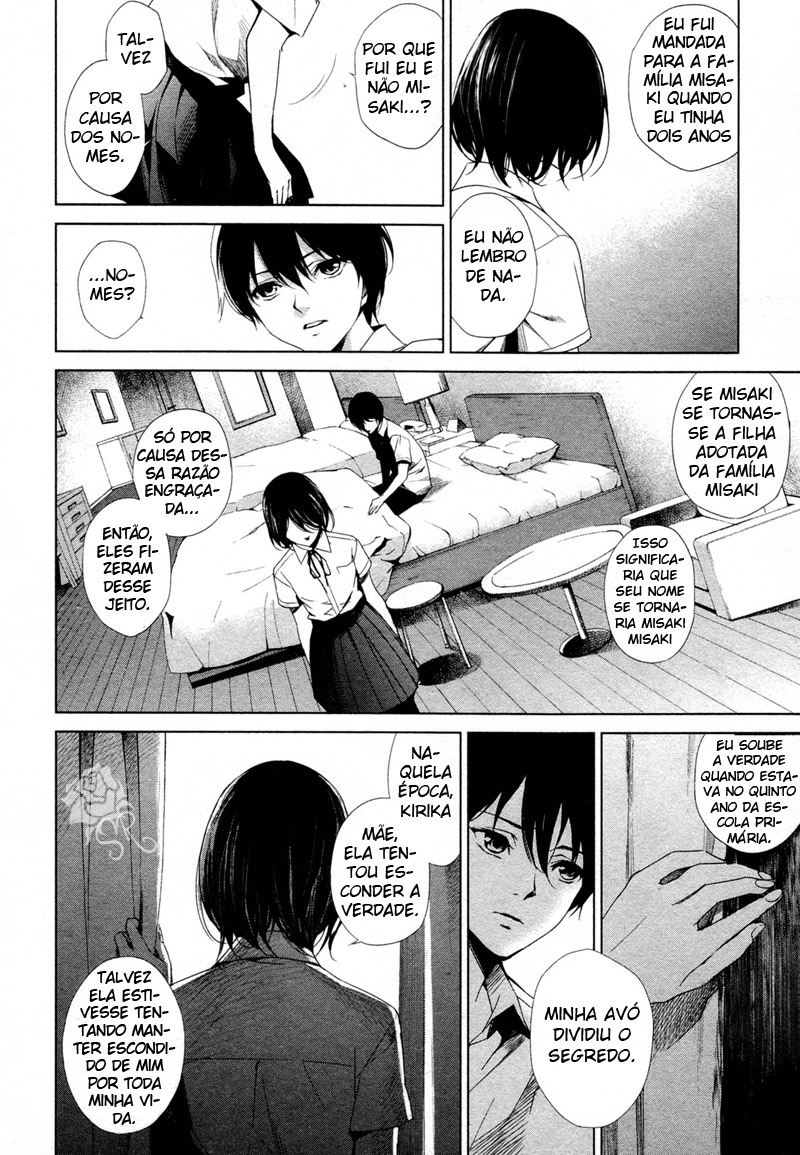 EU FUI
MANDADA
PARA A FA-
MÍLIA MISA-
KI QUANDO
EU TINHA
DOIS ANOS
EU NÃO
LEMBRO
DE NA-
DA.
POR QUE
FUI EU E
NÃO MI-
SAKI...?
TAL-
VEZ
POR
CAUSA
DOS NO-
MES.
...NO-
MES?
SE MISAKI
SE TORNAS-
SE A FILHA
ADOTADA
DA FAMÍLIA
MISAKI
ISSO
SIGNIFICA-
RIA QUE
SEU NOME
SE TORNA-
RIA MISAKI
MISAKI
SÓ POR
CAUSA DES-
SA RAZÃO
ENGRAÇA-
DA...
ENTÃO,
ELES FI-
ZERAM
DESSE
JEITO.
EU SOUBE
A VERDADE
QUANDO ESTA-
VA NO QUINTO
ANO DA ES-
COLA PRI-
MÁRIA.
MINHA AVÓ
DIVIDIU O
SEGREDO.
NA-
QUELA
ÉPOCA,
KIRIKA
MÃE,
ELA TEN-
TOU ES-
CONDER A
VERDADE.
TALVEZ
ELA ESTI-
VESSE TEN-
TANDO MAN-
TER ESCONDI-
DO DE MIM
POR TODA
MINHA VI-
DA.
TSR